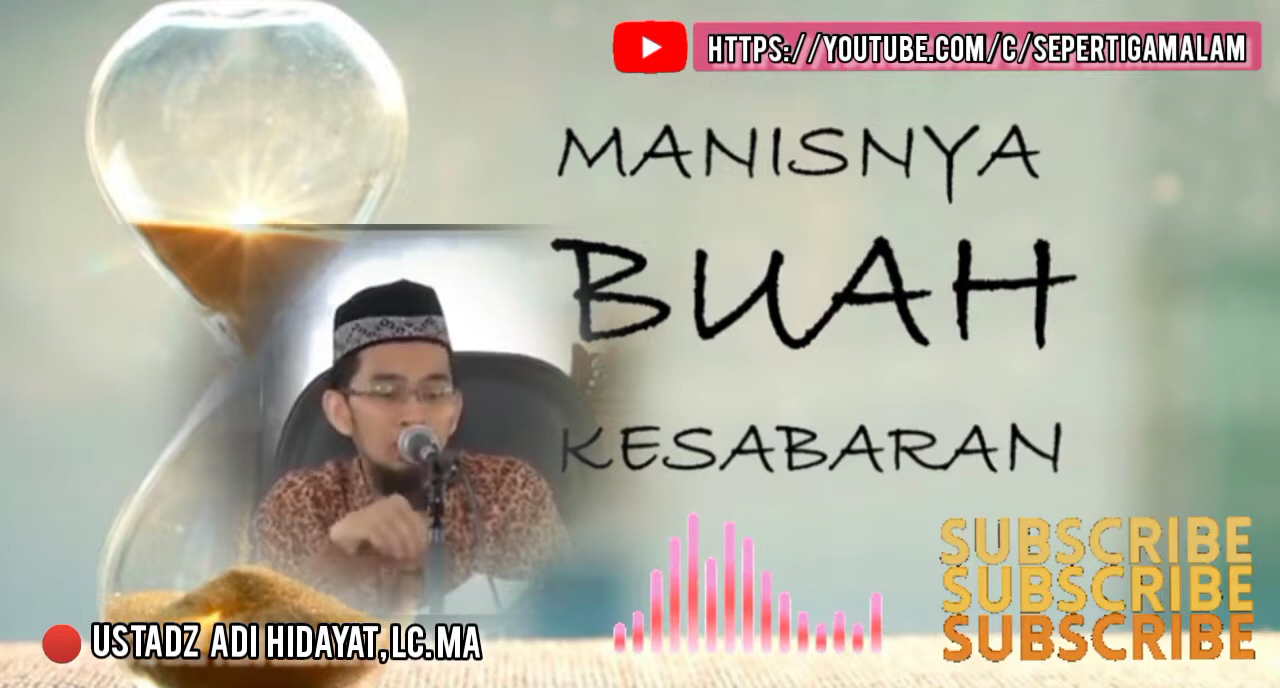 HTTPS://YOUTUBE.COM/C/SEPERTIGAMALAM
MANISNYA
BUAH
KESABARAN
SUBSCRIBE
SUBSCRIBE
SUBSCRIBE
USTADZ ADI HIDAYAT,LC.MA